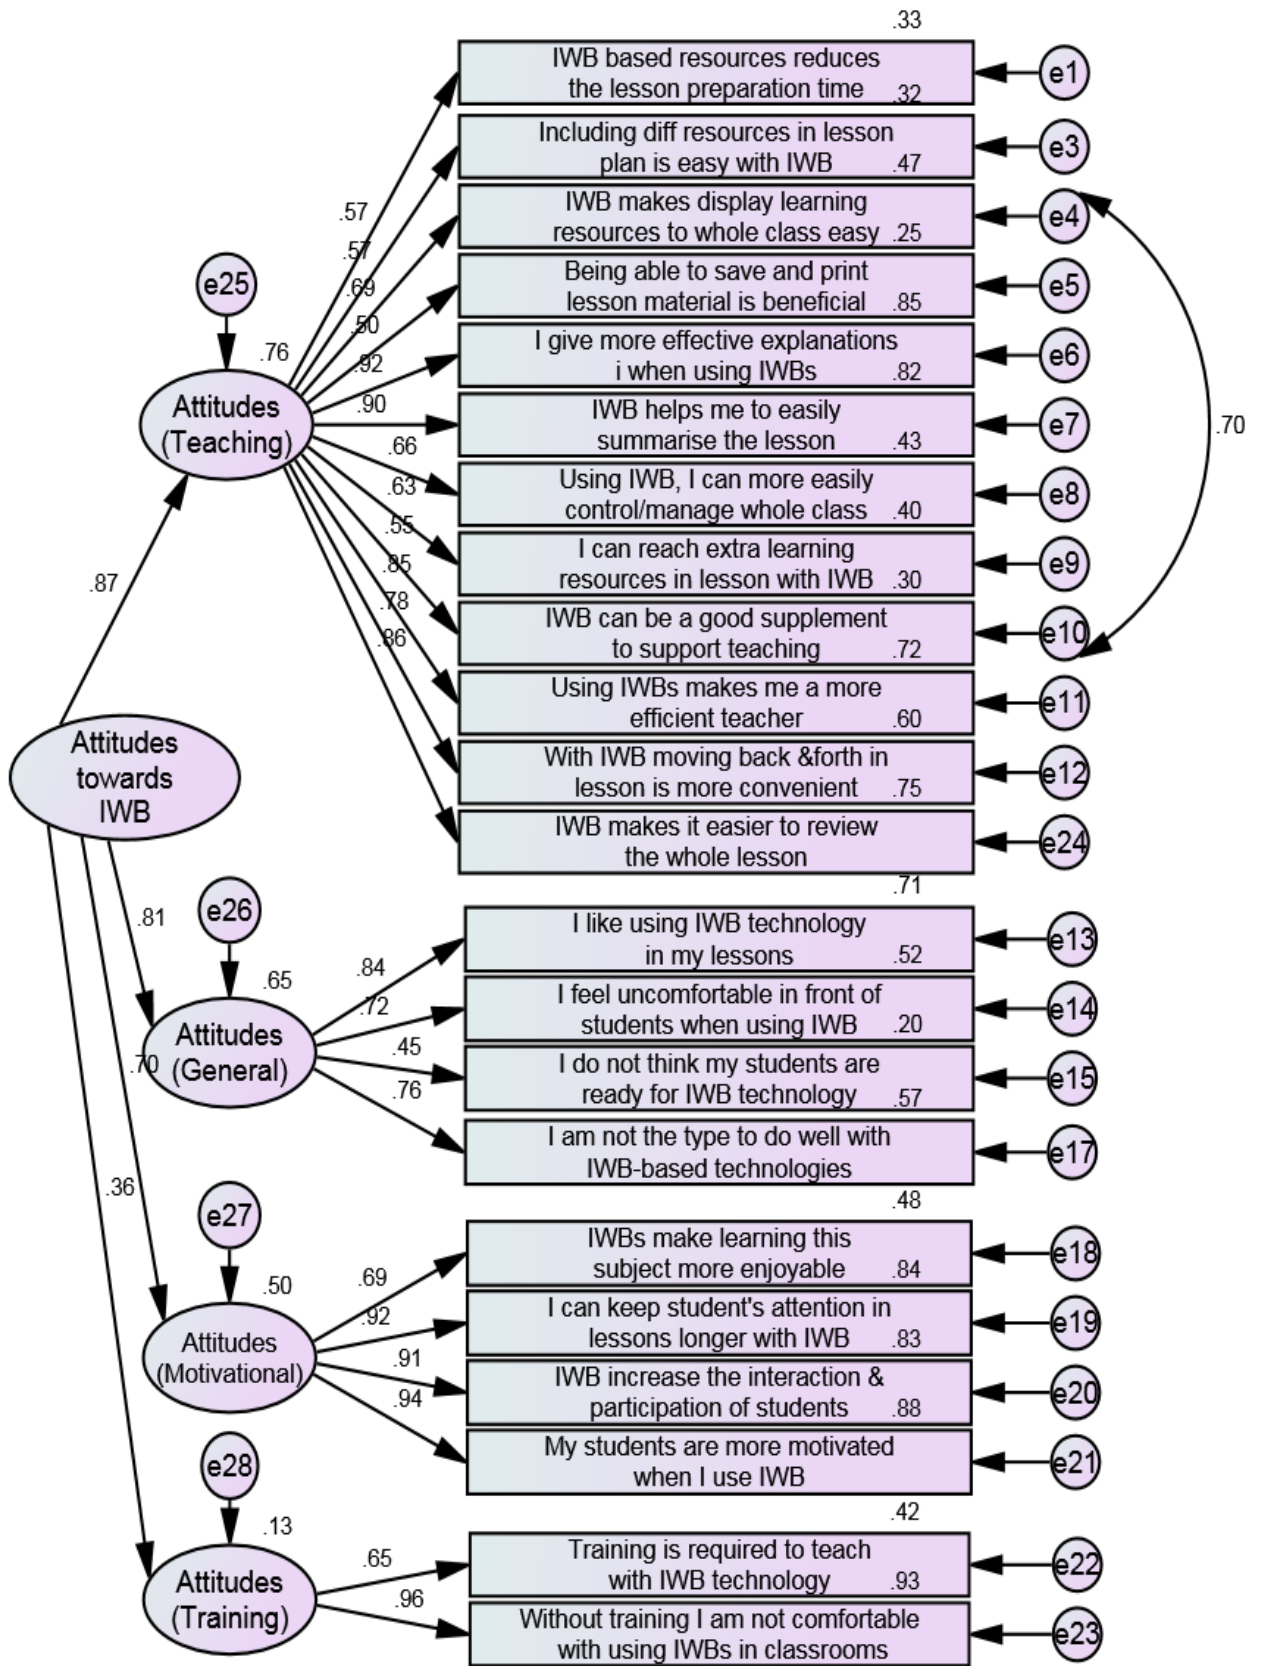 .33
IWB based resources reduces
the lesson preparation time .32
e1
Including diff resources in lesson
plan is easy with IWB .47
e3
IWB makes display learning
resources to whole class easy .25
e4
Being able to save and print
lesson material is beneficial .85
e5
I give more effective explanations
i when using IWBs .82
e6
IWB helps me to easily
summarise the lesson .43
e7
Using IWB, I can more easily
control/manage whole class .40
e8
I can reach extra learning
resources in lesson with IWB .30
e9
IWB can be a good supplement
to support teaching .72
e10
Using IWBs makes me a more
efficient teacher .60
e11
With IWB moving back &forth in
lesson is more convenient .75
e12
IWB makes it easier to review
the whole lesson
e24
.70
.57
.57
.69
.50
.92
.90
.66
.63
.55
.85
.78
.86
e25
.76
Attitudes
(Teaching)
.87
Attitudes
towards
IWB
.81
.70
.36
e26
.65
Attitudes
(General)
.84
.72
.45
.76
.71
I like using IWB technology
in my lessons .52
e13
I feel uncomfortable in front of
students when using IWB .20
e14
I do not think my students are
ready for IWB technology .57
e15
I am not the type to do well with
IWB-based technologies
e17
e27
.50
Attitudes
(Motivational)
.69
.92
.91
.94
.48
IWBs make learning this
subject more enjoyable .84
e18
I can keep student's attention in
lessons longer with IWB .83
e19
IWB increase the interaction &
participation of students .88
e20
My students are more motivated
when I use IWB
e21
e28
.13
Attitudes
(Training)
.65
.96
.42
Training is required to teach
with IWB technology .93
e22
Without training I am not comfortable
with using IWBs in classrooms
e23